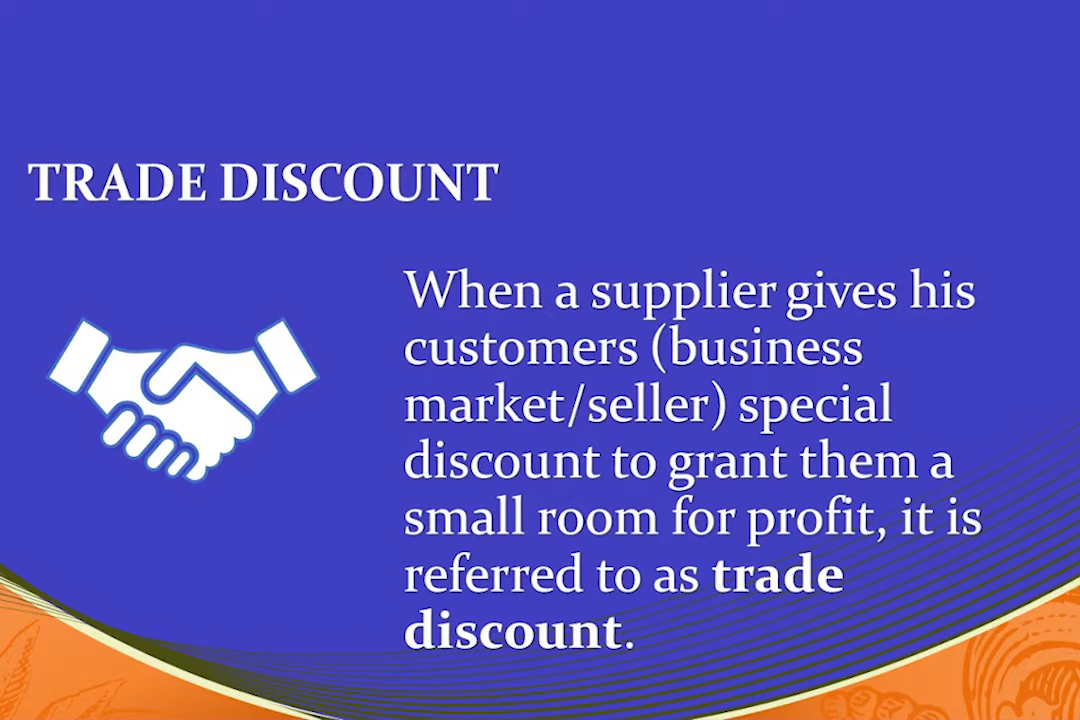 TRADE DISCOUNT
When a supplier gives his
customers (business
market/seller) special
discount to grant them a
small room for profit, it is
referred to as trade
discount.